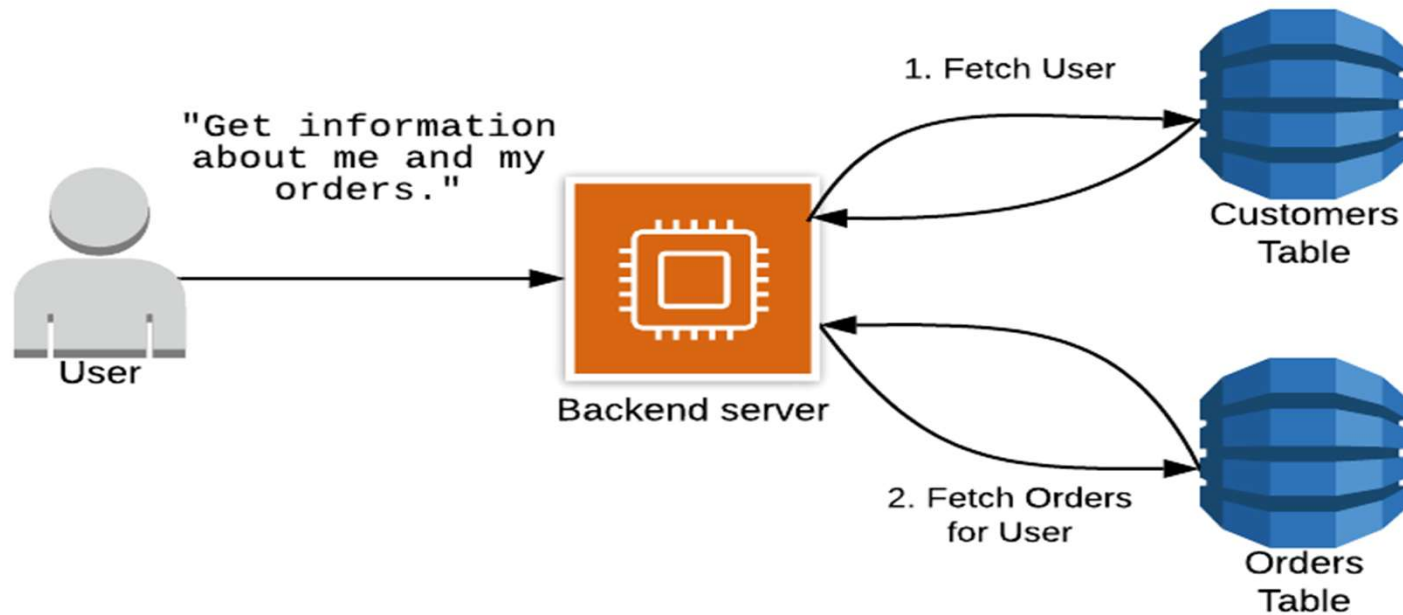 "Get information
about me and my
orders."
User
Backend server
1. Fetch User
Customers
Table
2. Fetch Orders
for User
Orders
Table